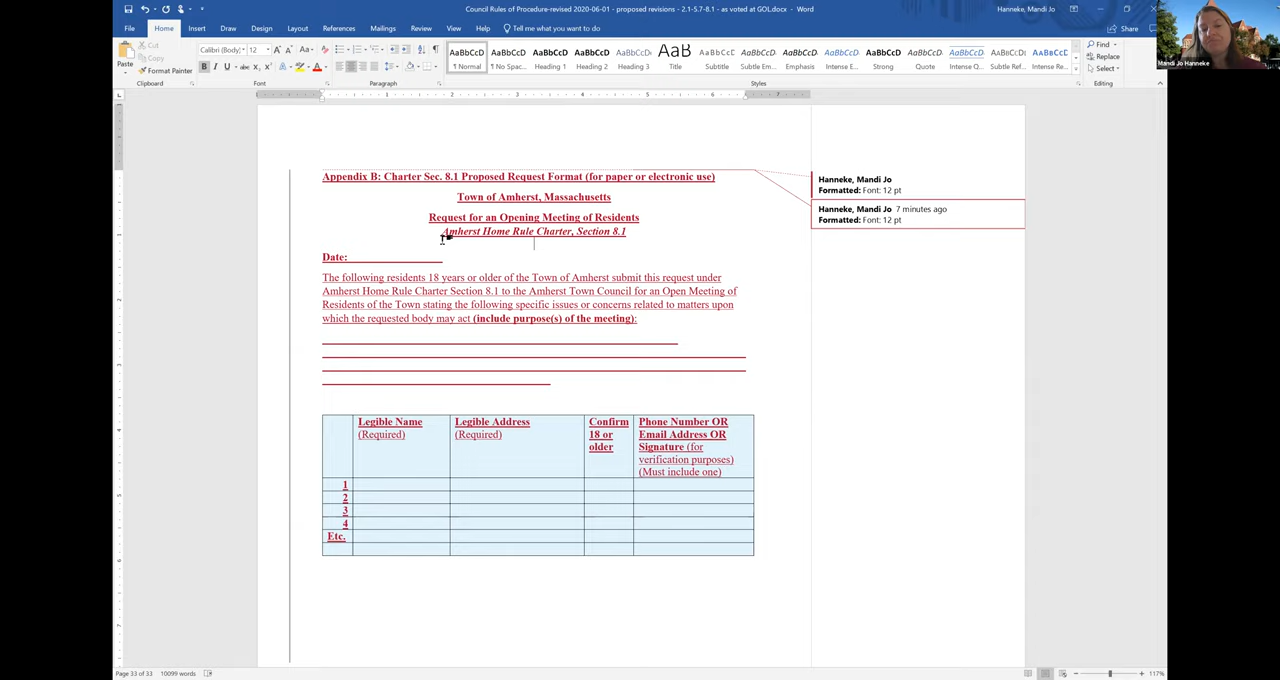 Council Rules of Procedure-revised 2020-06-01 - proposed revisions - 2.1-5.7-8.1 - as voted at GOL.docx - Word
Hanneke, Mandi Jo
File Home Insert Draw Design Layout References Mailings Review View Help Tell me what you want to do
Share
Cut
Copy
Paste
Format Painter
Calibri (Body) 12
Normal No Spac... Heading 1 Heading 2 Heading 3 Title Subtitle Subtle Em... Emphasis Intense E... Strong Quote Intense Q... Subtle Ref... Intense Re...
Find
Replace
Select
Clipboard Font Paragraph Styles Editing
Mandi Jo Hanneke
Appendix B: Charter Sec. 8.1 Proposed Request Format (for paper or electronic use)
Town of Amherst, Massachusetts
Request for an Opening Meeting of Residents
Amherst Home Rule Charter, Section 8.1
Date:
The following residents 18 years or older of the Town of Amherst submit this request under
Amherst Home Rule Charter Section 8.1 to the Amherst Town Council for an Open Meeting of
Residents of the Town stating the following specific issues or concerns related to matters upon
which the requested body may act (include purpose(s) of the meeting):
Legible Name
(Required)
Legible Address
(Required)
Confirm
18 or
older
Phone Number OR
Email Address OR
Signature (for
verification purposes)
(Must include one)
1
2
3
4
Etc.
Hanneke, Mandi Jo
Formatted: Font: 12 pt
Hanneke, Mandi Jo 7 minutes ago
Formatted: Font: 12 pt
Page 33 of 33 10099 words
117%